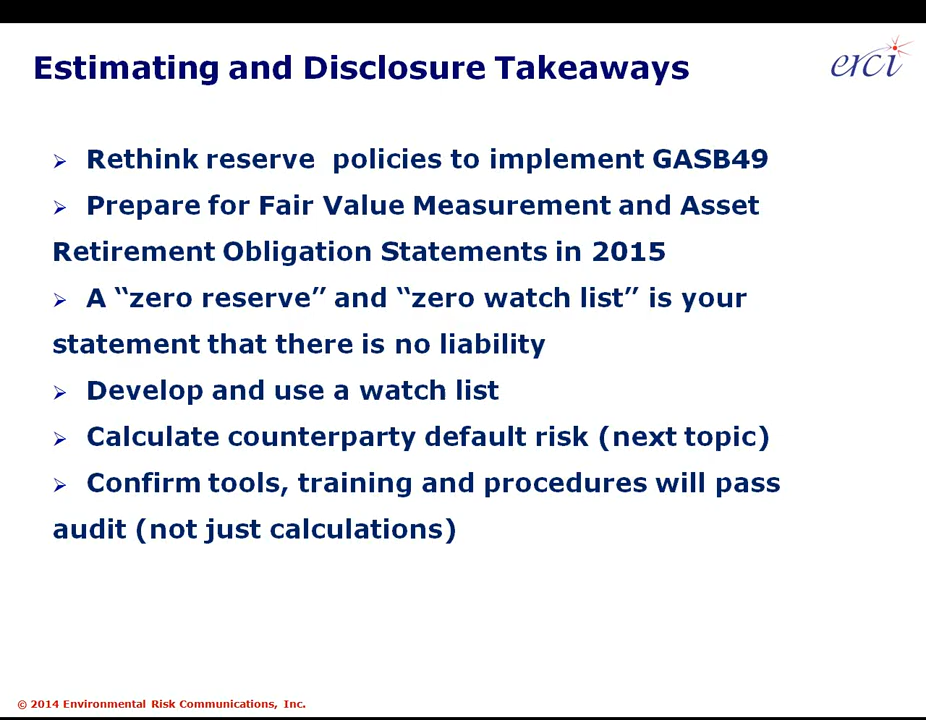 Estimating and Disclosure Takeaways
erci
➢ Rethink reserve policies to implement GASB49
➢ Prepare for Fair Value Measurement and Asset
Retirement Obligation Statements in 2015
➢ A “zero reserve” and “zero watch list” is your
statement that there is no liability
➢ Develop and use a watch list
➢ Calculate counterparty default risk (next topic)
➢ Confirm tools, training and procedures will pass
audit (not just calculations)
© 2014 Environmental Risk Communications, Inc.